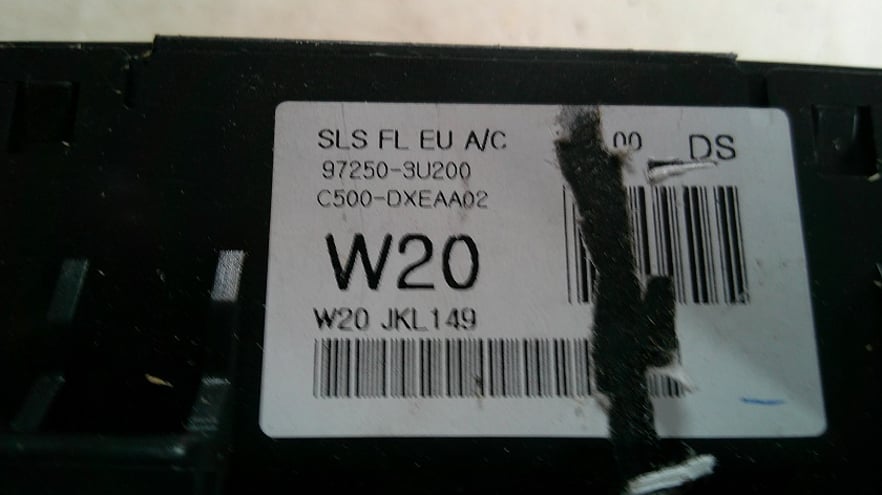 SLS FL EU A/C 00 DS
97250-3U200
C500-DXEAA02
W20
W20 JKL149